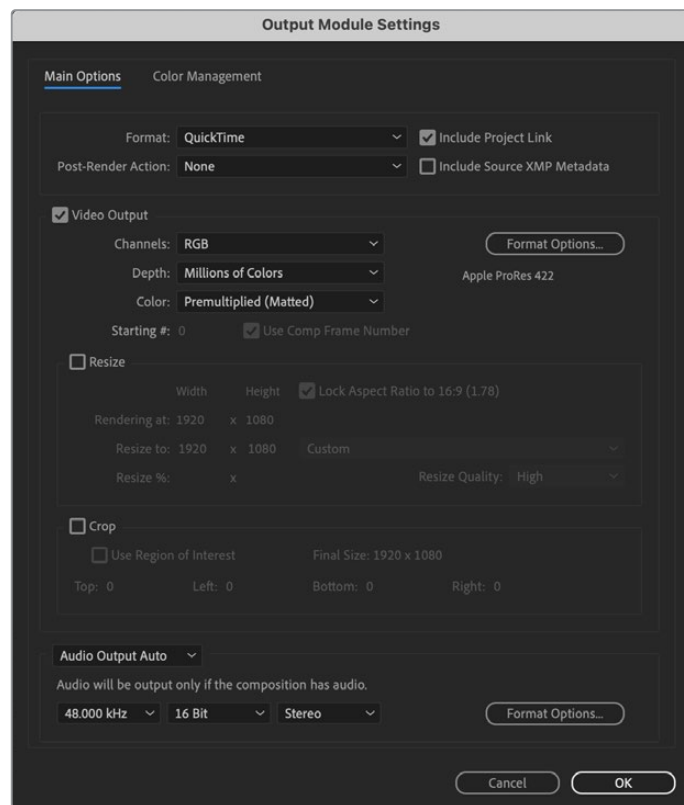 Output Module Settings
Main Options Color Management
Format: QuickTime Include Project Link
Post-Render Action: None Include Source XMP Metadata
Video Output
Channels: RGB Format Options...
Depth: Millions of Colors Apple ProRes 422
Color: Premultiplied (Matted)
Starting #: 0 Use Comp Frame Number
Resize
Width Height Lock Aspect Ratio to 16:9 (1.78)
Rendering at: 1920 x 1080
Resize to: 1920 x 1080 Custom
Resize %: x Resize Quality: High
Crop
Use Region of Interest Final Size: 1920 x 1080
Top: 0 Left: 0 Bottom: 0 Right: 0
Audio Output Auto
Audio will be output only if the composition has audio.
48.000 kHz 16 Bit Stereo Format Options...
Cancel OK